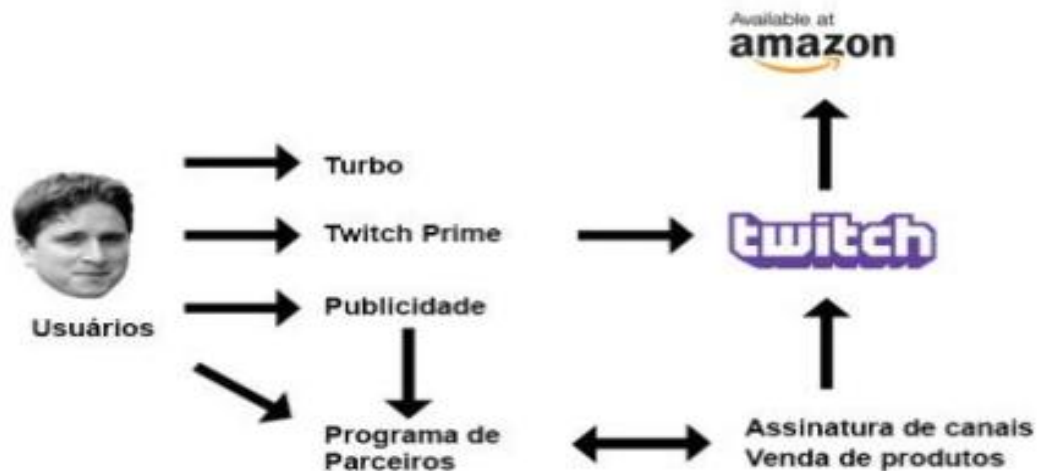 Available at
amazon
Turbo
Twitch Prime
twitch
Publicidade
Usuários
Programa de
Parceiros
Assinatura de canais
Venda de produtos